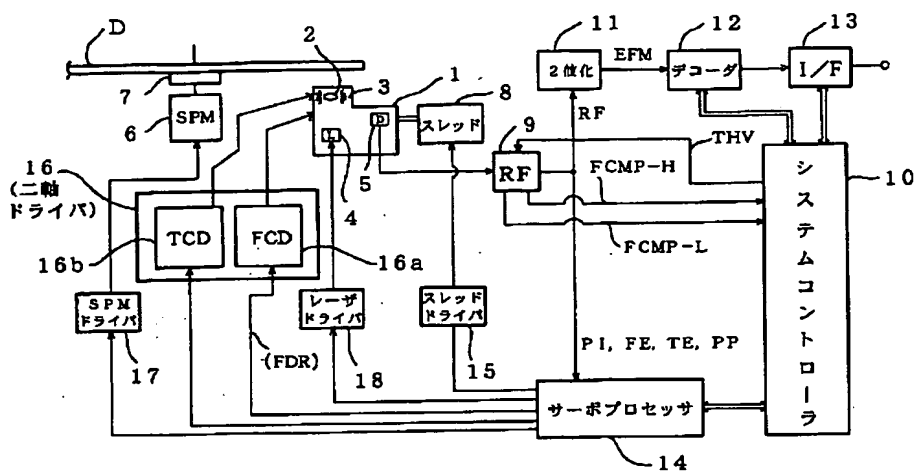 D
7
6
SPM
2
3
1
4
5
L
D
8
スレッド
9
RF
11
2値化
EFM
RF
12
デコーダ
13
I/F
THV
FCMP-H
FCMP-L
10
システムコントローラ
16
(二軸
ドライバ)
TCD
FCD
16b
16a
SPM
ドライバ
17
(FDR)
レーザ
ドライバ
18
スレッド
ドライバ
15
PI, FE, TE, PP
サーボプロセッサ
14